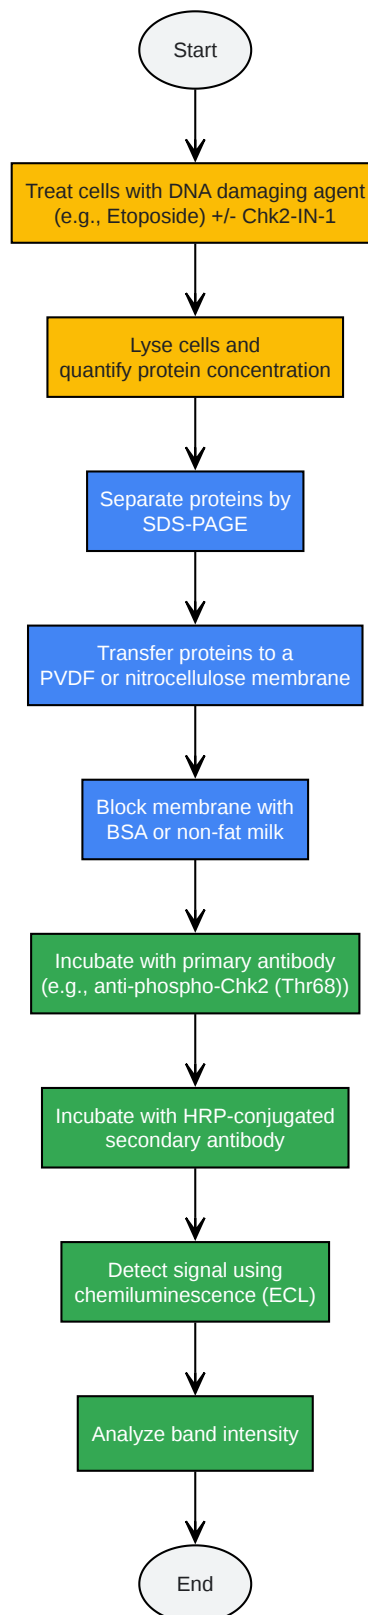 Start
Treat cells with DNA damaging agent
(e.g., Etoposide) +/- Chk2-IN-1
Lyse cells and
quantify protein concentration
Separate proteins by
SDS-PAGE
Transfer proteins to a
PVDF or nitrocellulose membrane
Block membrane with
BSA or non-fat milk
Incubate with primary antibody
(e.g., anti-phospho-Chk2 (Thr68))
Incubate with HRP-conjugated
secondary antibody
Detect signal using
chemiluminescence (ECL)
Analyze band intensity
End